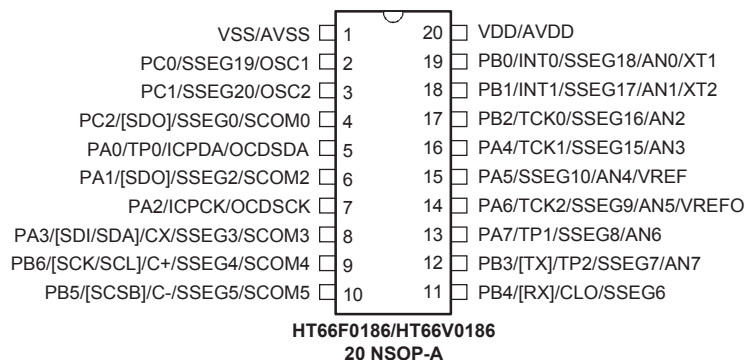 VSS/AVSS 1 20 VDD/AVDD
PC0/SSEG19/OSC1 2 19 PB0/INT0/SSEG18/AN0/XT1
PC1/SSEG20/OSC2 3 18 PB1/INT1/SSEG17/AN1/XT2
PC2/[SDO]/SSEG0/SCOM0 4 17 PB2/TCK0/SSEG16/AN2
PA0/TP0/ICPDA/OCDSDA 5 16 PA4/TCK1/SSEG15/AN3
PA1/[SDO]/SSEG2/SCOM2 6 15 PA5/SSEG10/AN4/VREF
PA2/ICPCK/OCDSCK 7 14 PA6/TCK2/SSEG9/AN5/VREFO
PA3/[SDI/SDA]/CX/SSEG3/SCOM3 8 13 PA7/TP1/SSEG8/AN6
PB6/[SCK/SCL]/C+/SSEG4/SCOM4 9 12 PB3/[TX]/TP2/SSEG7/AN7
PB5/[SCSB]/C-/SSEG5/SCOM5 10 11 PB4/[RX]/CLO/SSEG6
HT66F0186/HT66V0186
20 NSOP-A